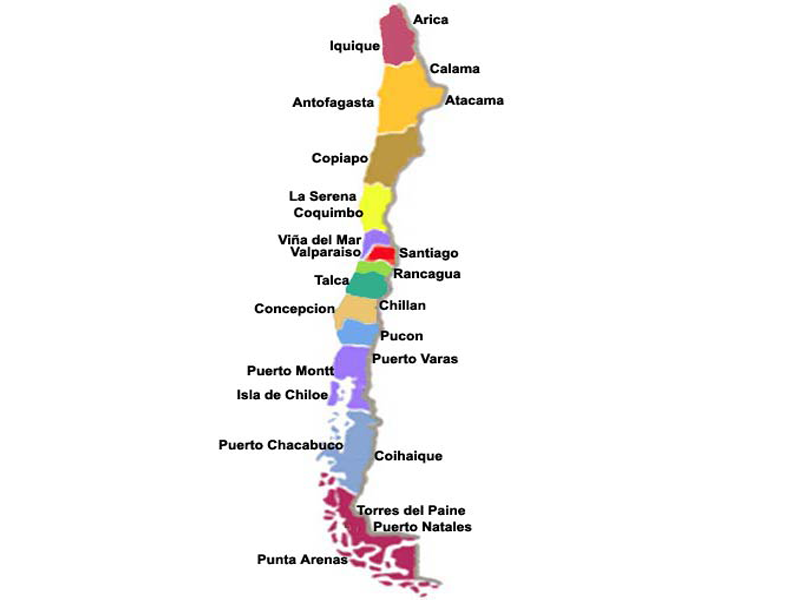 Arica
Iquique
Calama
Antofagasta
Atacama
Copiapo
La Serena
Coquimbo
Viña del Mar
Valparaiso
Santiago
Rancagua
Talca
Chillan
Concepcion
Pucon
Puerto Varas
Puerto Montt
Isla de Chiloe
Puerto Chacabuco
Coihaique
Torres del Paine
Puerto Natales
Punta Arenas